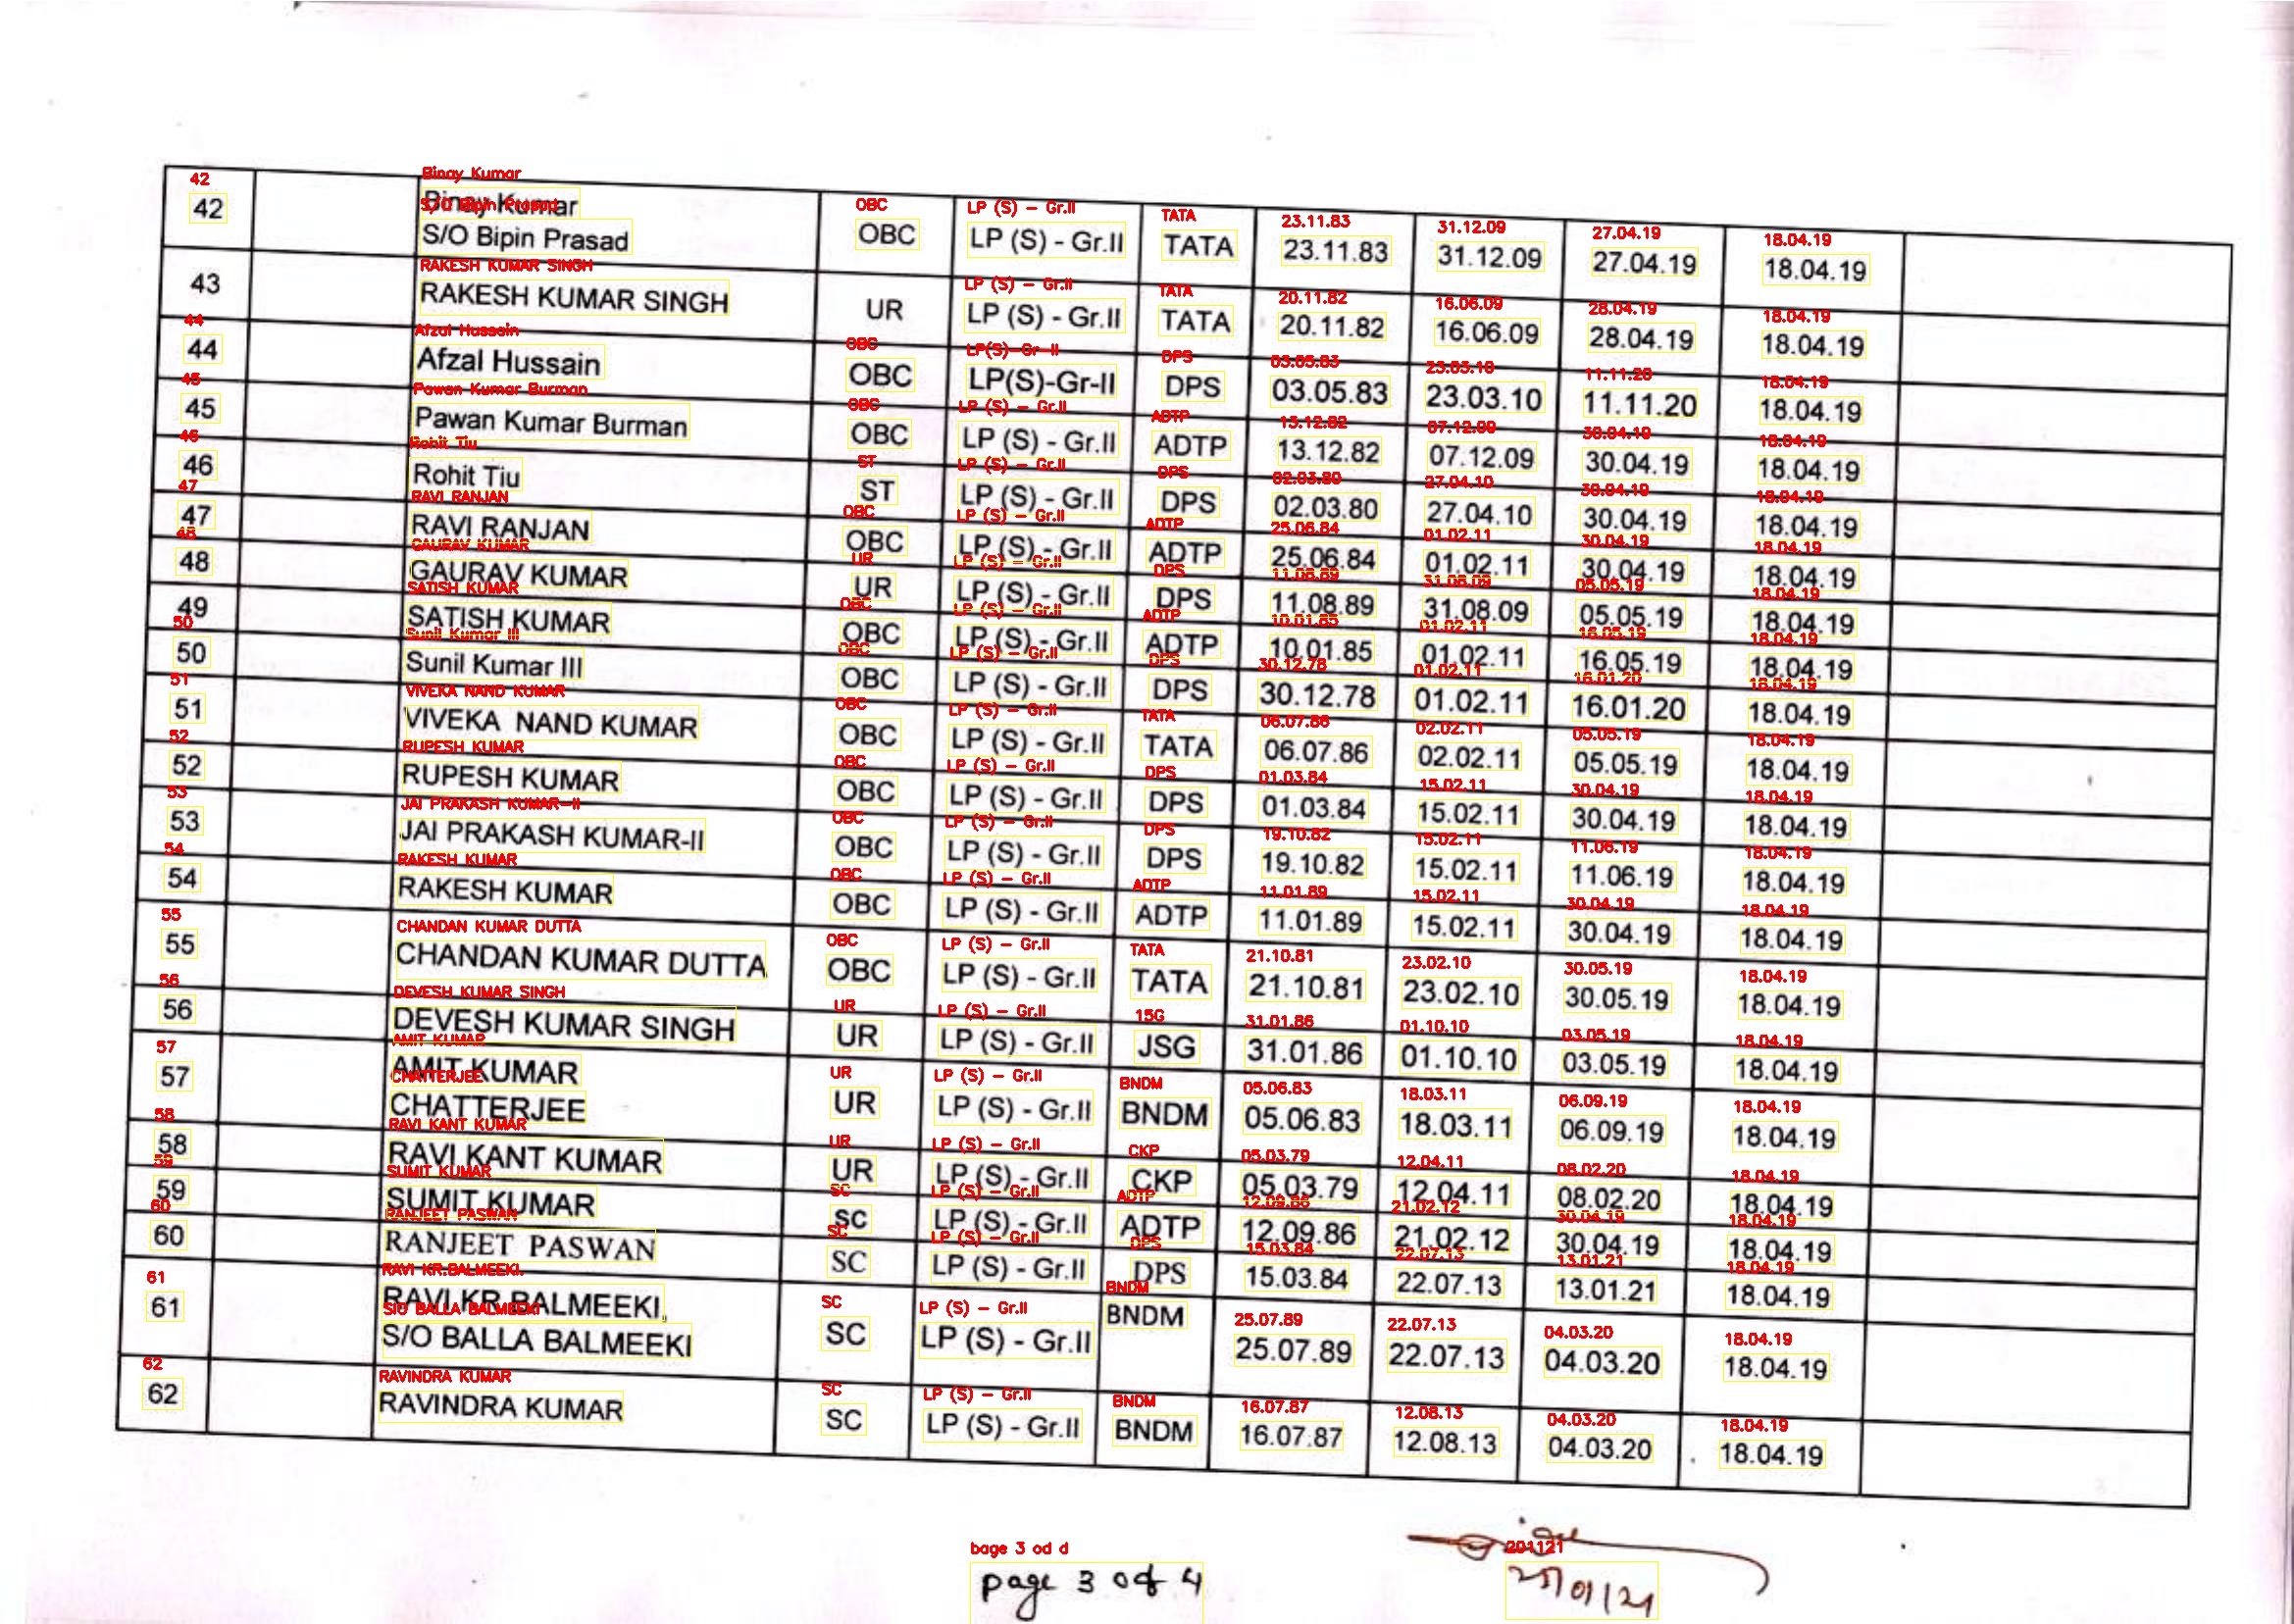 42 Binay Kumar
S/O Bipin Prasad OBC LP (S) - Gr.II TATA 23.11.83 31.12.09 27.04.19 18.04.19
43 RAKESH KUMAR SINGH UR LP (S) - Gr.II TATA 20.11.82 16.06.09 28.04.19 18.04.19
44 Afzal Hussain OBC LP(S)-Gr-II DPS 03.05.83 23.03.10 11.11.20 18.04.19
45 Pawan Kumar Burman OBC LP (S) - Gr.II ADTP 13.12.82 07.12.09 30.04.19 18.04.19
46 Rohit Tiu ST LP (S) - Gr.II DPS 02.03.80 27.04.10 30.04.19 18.04.19
47 RAVI RANJAN OBC LP (S) - Gr.II ADTP 25.06.84 01.02.11 30.04.19 18.04.19
48 GAURAV KUMAR UR LP (S) - Gr.II DPS 11.08.89 31.08.09 05.05.19 18.04.19
49 SATISH KUMAR OBC LP (S) - Gr.II ADTP 10.01.85 01.02.11 16.05.19 18.04.19
50 Sunil Kumar III OBC LP (S) - Gr.II DPS 30.12.78 01.02.11 16.01.20 18.04.19
51 VIVEKA NAND KUMAR OBC LP (S) - Gr.II TATA 06.07.86 02.02.11 05.05.19 18.04.19
52 RUPESH KUMAR OBC LP (S) - Gr.II DPS 01.03.84 15.02.11 30.04.19 18.04.19
53 JAI PRAKASH KUMAR-II OBC LP (S) - Gr.II DPS 19.10.82 15.02.11 11.06.19 18.04.19
54 RAKESH KUMAR OBC LP (S) - Gr.II ADTP 11.01.89 15.02.11 30.04.19 18.04.19
55 CHANDAN KUMAR DUTTA OBC LP (S) - Gr.II TATA 21.10.81 23.02.10 30.05.19 18.04.19
56 DEVESH KUMAR SINGH UR LP (S) - Gr.II JSG 31.01.86 01.10.10 03.05.19 18.04.19
57 AMIT KUMAR
CHATTERJEE UR LP (S) - Gr.II BNDM 05.06.83 18.03.11 06.09.19 18.04.19
58 RAVI KANT KUMAR UR LP (S) - Gr.II CKP 05.03.79 12.04.11 08.02.20 18.04.19
59 SUMIT KUMAR SC LP (S) - Gr.II ADTP 12.09.86 21.02.12 30.04.19 18.04.19
60 RANJEET PASWAN SC LP (S) - Gr.II DPS 15.03.84 22.07.13 13.01.21 18.04.19
61 RAVI KR.BALMEEKI,
S/O BALLA BALMEEKI SC LP (S) - Gr.II BNDM 25.07.89 22.07.13 04.03.20 18.04.19
62 RAVINDRA KUMAR SC LP (S) - Gr.II BNDM 16.07.87 12.08.13 04.03.20 18.04.19
page 3 of 4